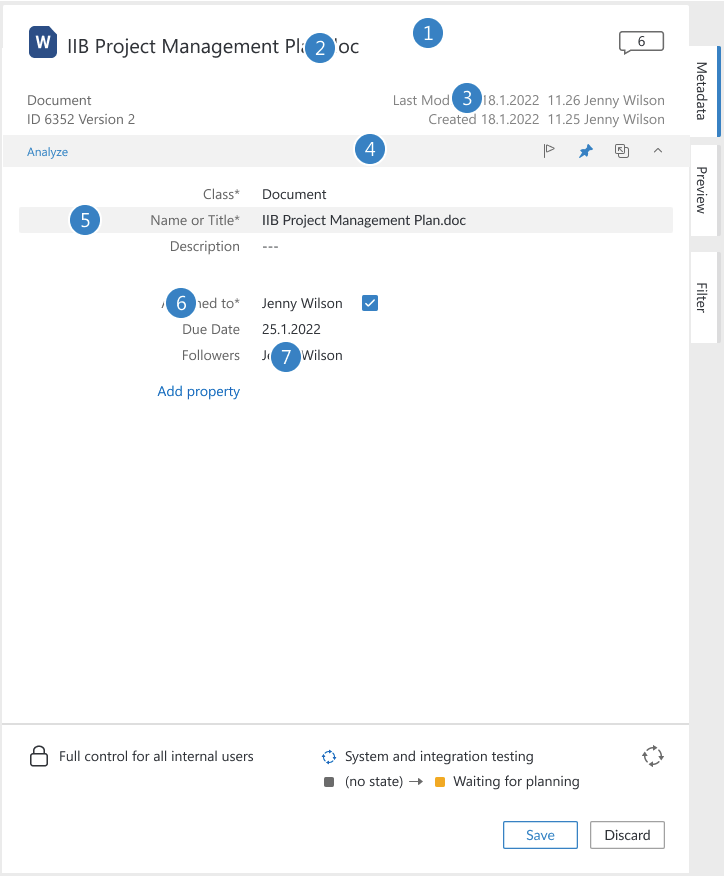 W
IIB Project Management Pl oc
2
1
6
Document
Last Mod 3 18.1.2022 11.26 Jenny Wilson
ID 6352 Version 2
Created 18.1.2022 11.25 Jenny Wilson
Analyze
4
Class* Document
5 Name or Title* IIB Project Management Plan.doc
Description ---
6 ned to* Jenny Wilson
Due Date 25.1.2022
Followers J 7 Wilson
Add property
Full control for all internal users
System and integration testing
(no state) → Waiting for planning
Save
Discard
Metadata
Preview
Filter